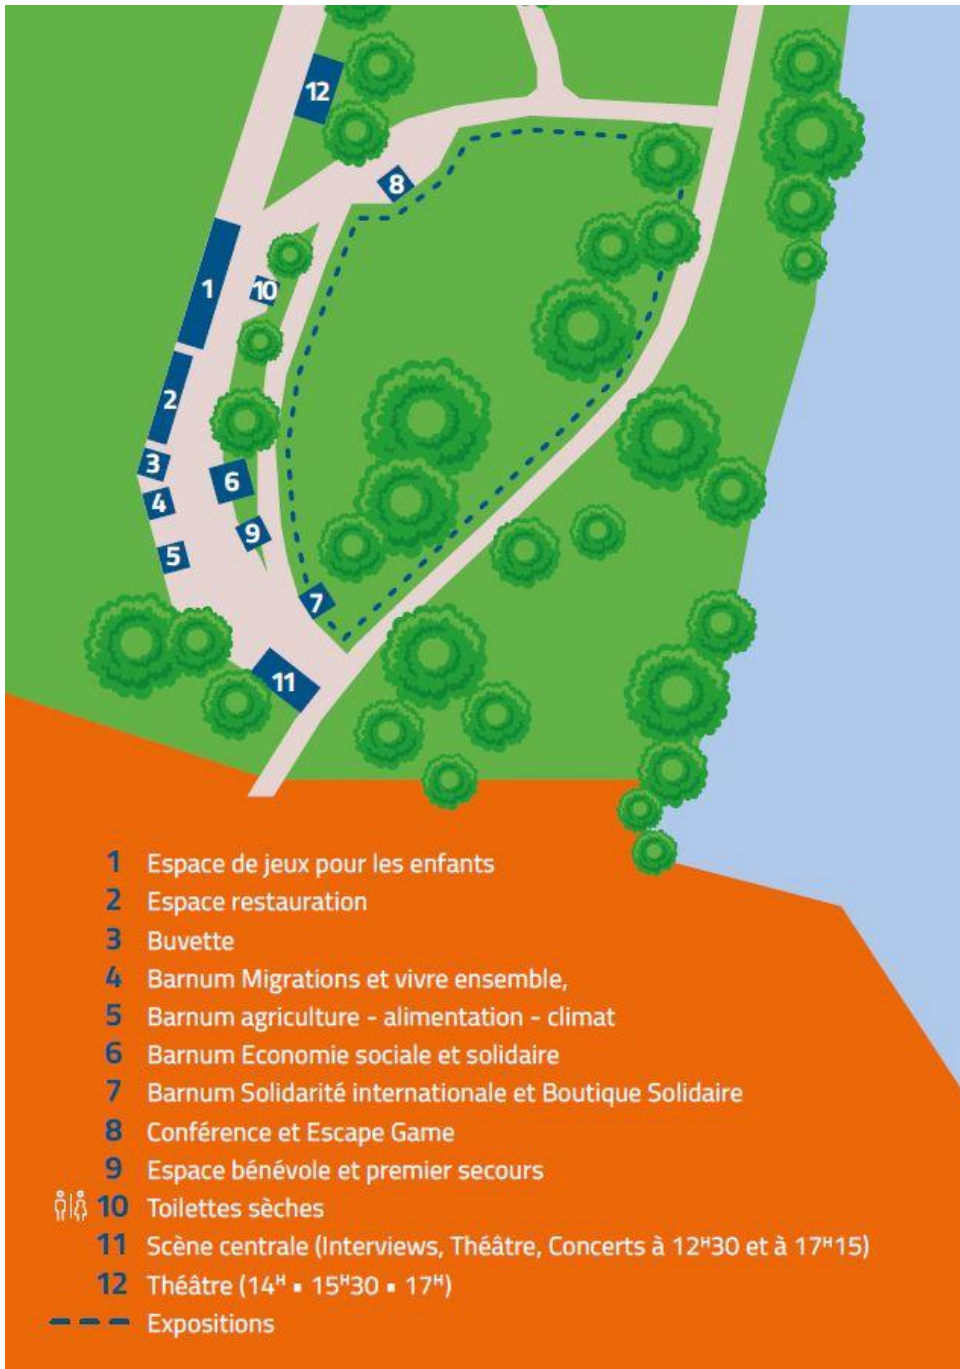 12
8
1
10
2
3
6
4
9
5
7
11
1 Espace de jeux pour les enfants
2 Espace restauration
3 Buvette
4 Barnum Migrations et vivre ensemble,
5 Barnum agriculture - alimentation - climat
6 Barnum Economie sociale et solidaire
7 Barnum Solidarité internationale et Boutique Solidaire
8 Conférence et Escape Game
9 Espace bénévole et premier secours
10 Toilettes sèches
11 Scène centrale (Interviews, Théâtre, Concerts à 12ᴴ30 et à 17ᴴ15)
12 Théâtre (14ᴴ ▪ 15ᴴ30 ▪ 17ᴴ)
Expositions